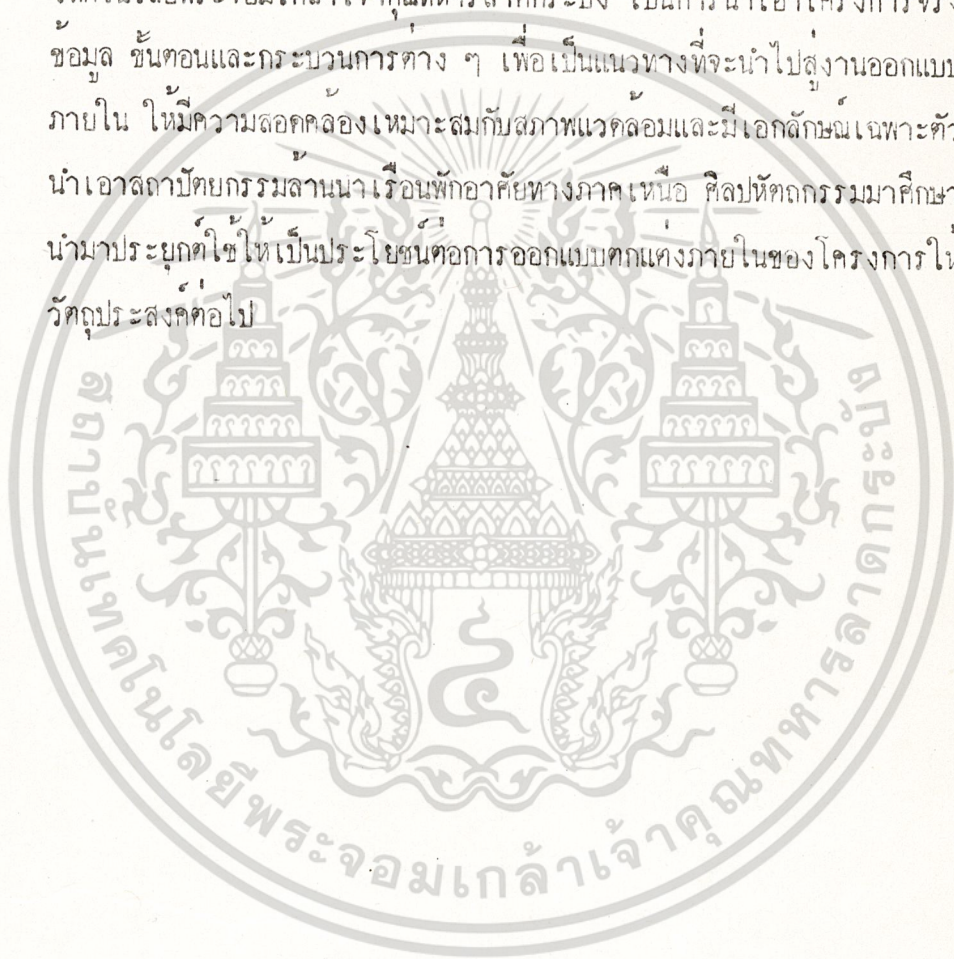 ข้อมูล ขั้นตอนและกระบวนการต่าง ๆ เพื่อเป็นแนวทางที่จะนำไปสู่งานออกแบบ
ภายใน ให้มีความสอดคล้องเหมาะสมกับสภาพแวดล้อมและมีเอกลักษณ์เฉพาะตัว
นำเอาสถาปัตยกรรมล้านนาเรือนพักอาศัยทางภาคเหนือ ศิลปหัตถกรรมมาศึกษา
นำมาประยุกต์ใช้ให้เป็นประโยชน์ต่อการออกแบบตกแต่งภายในของโครงการให้
วัตถุประสงค์ต่อไป
สถาบันเทคโนโลยีพระจอมเกล้าเจ้าคุณทหารลาดกระบัง